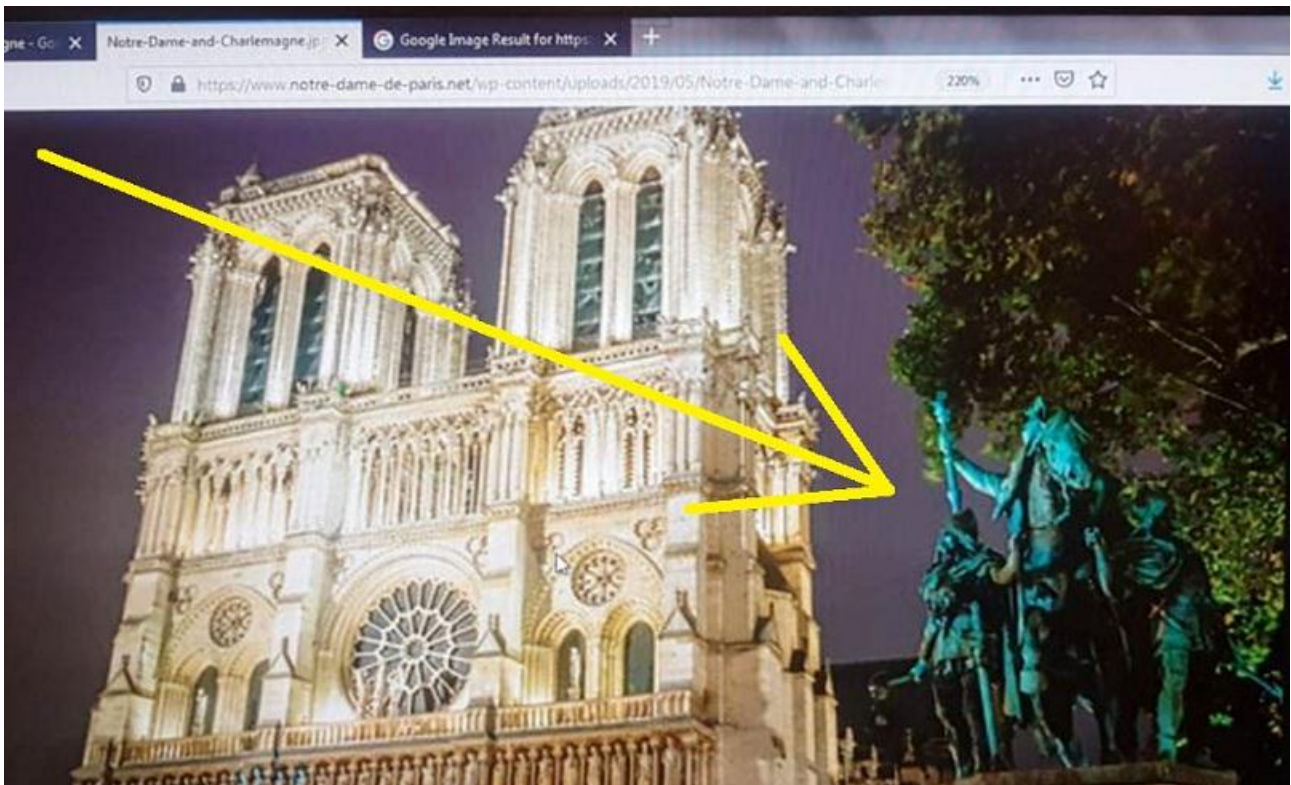 gne - Go
Notre-Dame-and-Charlemagne.jp
Google Image Result for https:
https://www.notre-dame-de-paris.net/wp-content/uploads/2019/05/Notre-Dame-and-Charle
220%